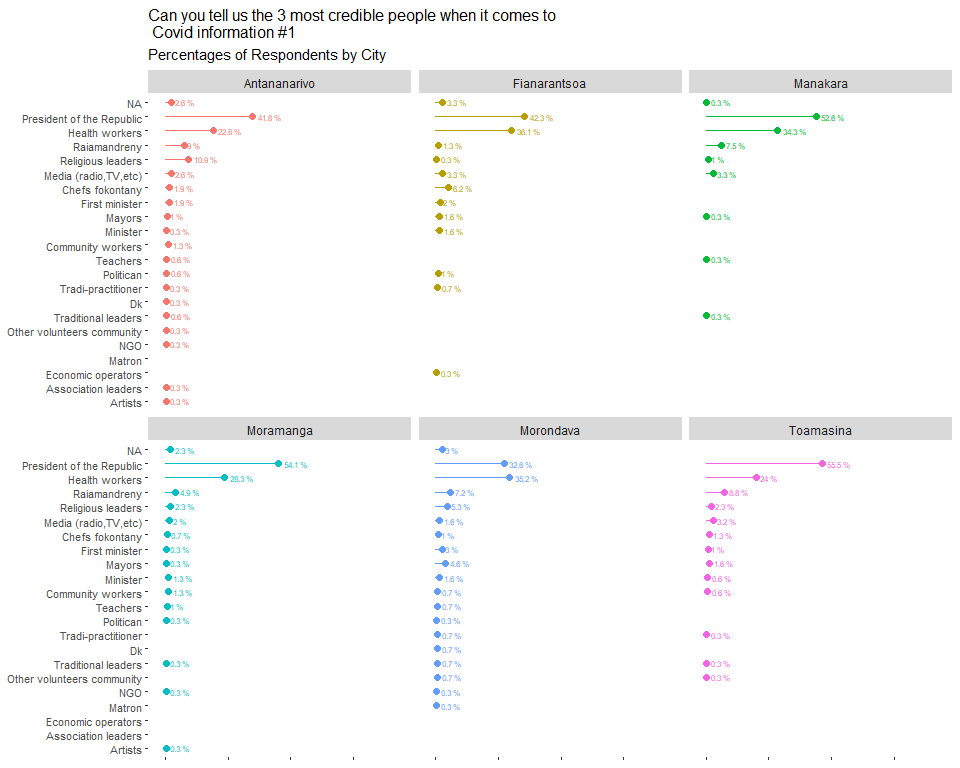 Can you tell us the 3 most credible people when it comes to
Covid information #1
Percentages of Respondents by City
Antananarivo Fianarantsoa Manakara
NA 2.6 % 3.3 % 0.3 %
President of the Republic 41.8 % 42.3 % 52.6 %
Health workers 22.8 % 36.1 % 34.3 %
Raiamandreny 9 % 1.3 % 7.5 %
Religious leaders 10.9 % 0.3 % 1 %
Media (radio,TV,etc) 2.6 % 3.3 % 3.3 %
Chefs fokontany 1.9 % 6.2 %
First minister 1.9 % 2 %
Mayors 1 % 1.6 % 0.3 %
Minister 0.3 % 1.6 %
Community workers 1.3 %
Teachers 0.6 % 0.3 %
Politican 0.6 % 1 %
Tradi-practitioner 0.3 % 0.7 %
Dk 0.3 %
Traditional leaders 0.6 % 0.3 %
Other volunteers community 0.3 %
NGO 0.3 %
Matron
Economic operators 0.3 %
Association leaders 0.3 %
Artists 0.3 %
Moramanga Morondava Toamasina
NA 2.3 % 3 %
President of the Republic 54.1 % 32.6 % 55.5 %
Health workers 28.3 % 35.2 % 24 %
Raiamandreny 4.9 % 7.2 % 8.8 %
Religious leaders 2.3 % 5.3 % 2.3 %
Media (radio,TV,etc) 2 % 1.6 % 3.2 %
Chefs fokontany 0.7 % 1 % 1.3 %
First minister 0.3 % 3 % 1 %
Mayors 0.3 % 4.6 % 1.6 %
Minister 1.3 % 1.6 % 0.6 %
Community workers 1.3 % 0.7 % 0.6 %
Teachers 1 % 0.7 %
Politican 0.3 % 0.3 %
Tradi-practitioner 0.7 % 0.3 %
Dk 0.7 %
Traditional leaders 0.3 % 0.7 % 0.3 %
Other volunteers community 0.7 % 0.3 %
NGO 0.3 % 0.3 %
Matron 0.3 %
Economic operators
Association leaders
Artists 0.3 %